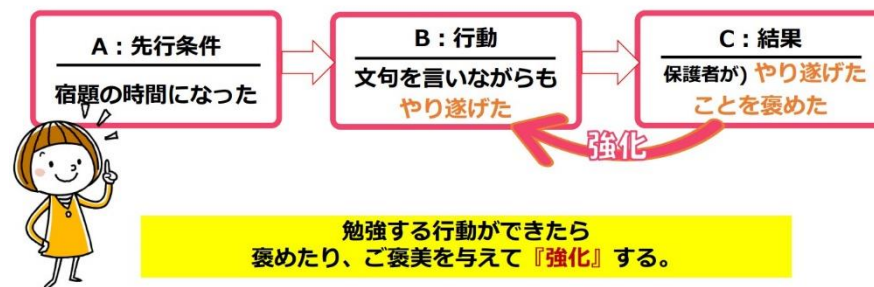 A：先行条件
宿題の時間になった
B：行動
文句を言いながらも
やり遂げた
C：結果
保護者が) やり遂げた
ことを褒めた
強化
勉強する行動ができたら
褒めたり、ご褒美を与えて『強化』する。